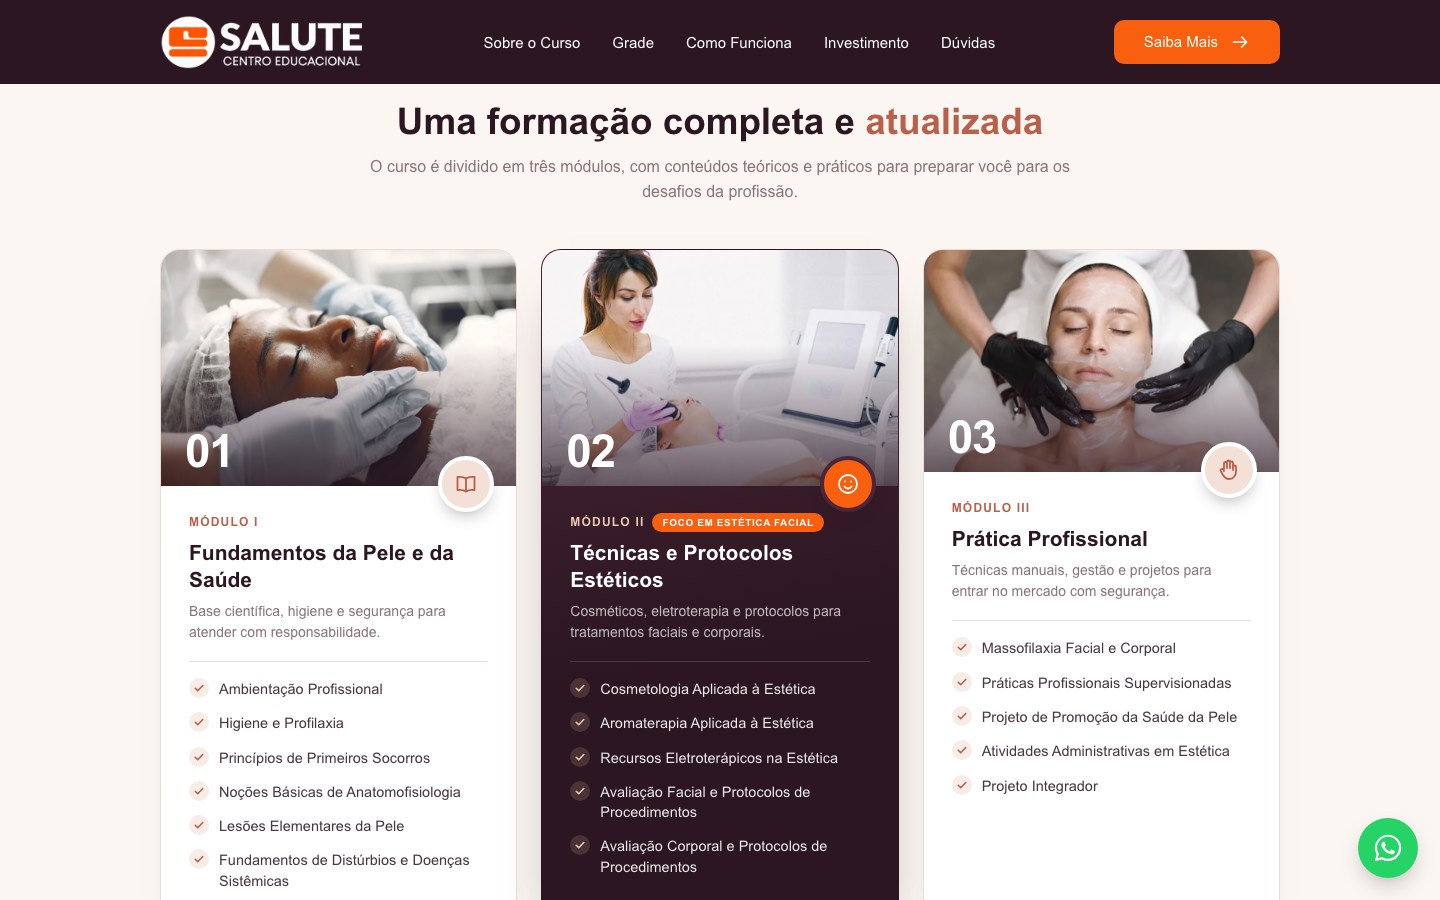 SALUTE
CENTRO EDUCACIONAL
Sobre o Curso
Grade
Como Funciona
Investimento
Dúvidas
Saiba Mais
Uma formação completa e atualizada
O curso é dividido em três módulos, com conteúdos teóricos e práticos para preparar você para os
desafios da profissão.
01
MÓDULO I
Fundamentos da Pele e da
Saúde
Base científica, higiene e segurança para
atender com responsabilidade.
Ambientação Profissional
Higiene e Profilaxia
Princípios de Primeiros Socorros
Noções Básicas de Anatomofisiologia
Lesões Elementares da Pele
Fundamentos de Distúrbios e Doenças
Sistêmicas
02
MÓDULO II
FOCO EM ESTÉTICA FACIAL
Técnicas e Protocolos
Estéticos
Cosméticos, eletroterapia e protocolos para
tratamentos faciais e corporais.
Cosmetologia Aplicada à Estética
Aromaterapia Aplicada à Estética
Recursos Eletroterápicos na Estética
Avaliação Facial e Protocolos de
Procedimentos
Avaliação Corporal e Protocolos de
Procedimentos
03
MÓDULO III
Prática Profissional
Técnicas manuais, gestão e projetos para
entrar no mercado com segurança.
Massofilaxia Facial e Corporal
Práticas Profissionais Supervisionadas
Projeto de Promoção da Saúde da Pele
Atividades Administrativas em Estética
Projeto Integrador